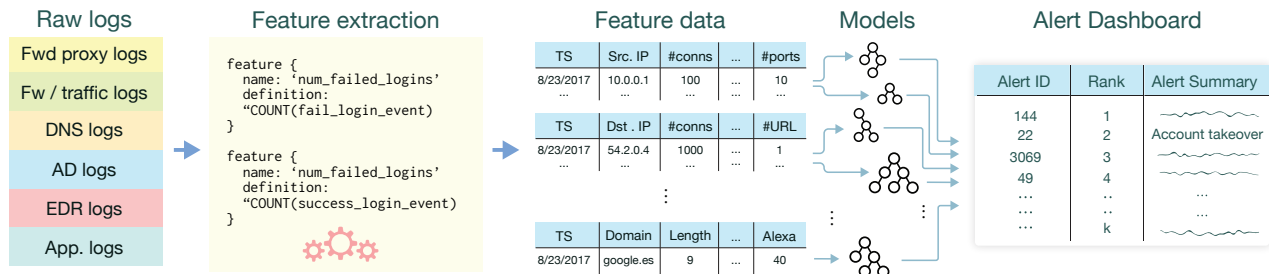 Raw logs
Fwd proxy logs
Fw / traffic logs
DNS logs
AD logs
EDR logs
App. logs
Feature extraction
feature {
name: ‘num_failed_logins’
definition:
“COUNT(fail_login_event)
}
feature {
name: ‘num_failed_logins’
definition:
“COUNT(success_login_event)
}
Feature data
TS Src. IP #conns ... #ports
8/23/2017 10.0.0.1 100 10
... ... ... ...
TS Dst . IP #conns ... #URL
8/23/2017 54.2.0.4 1000 1
... ... ... ...
⋮
TS Domain Length ... Alexa
8/23/2017 google.es 9 ... 40
Models
⋮ ⋮
Alert Dashboard
Alert ID Rank Alert Summary
144 1
22 2 Account takeover
3069 3
49 4
... .. ...
... .. ...
... k